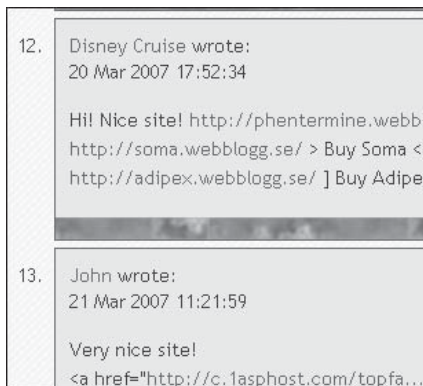 12. Disney Cruise wrote:
20 Mar 2007 17:52:34
Hi! Nice site! http://phentermine.webb
http://soma.webblogg.se/ > Buy Soma <
http://adipex.webblogg.se/ ] Buy Adipe
13. John wrote:
21 Mar 2007 11:21:59
Very nice site!
<a href="http://c.1asphost.com/topfa...